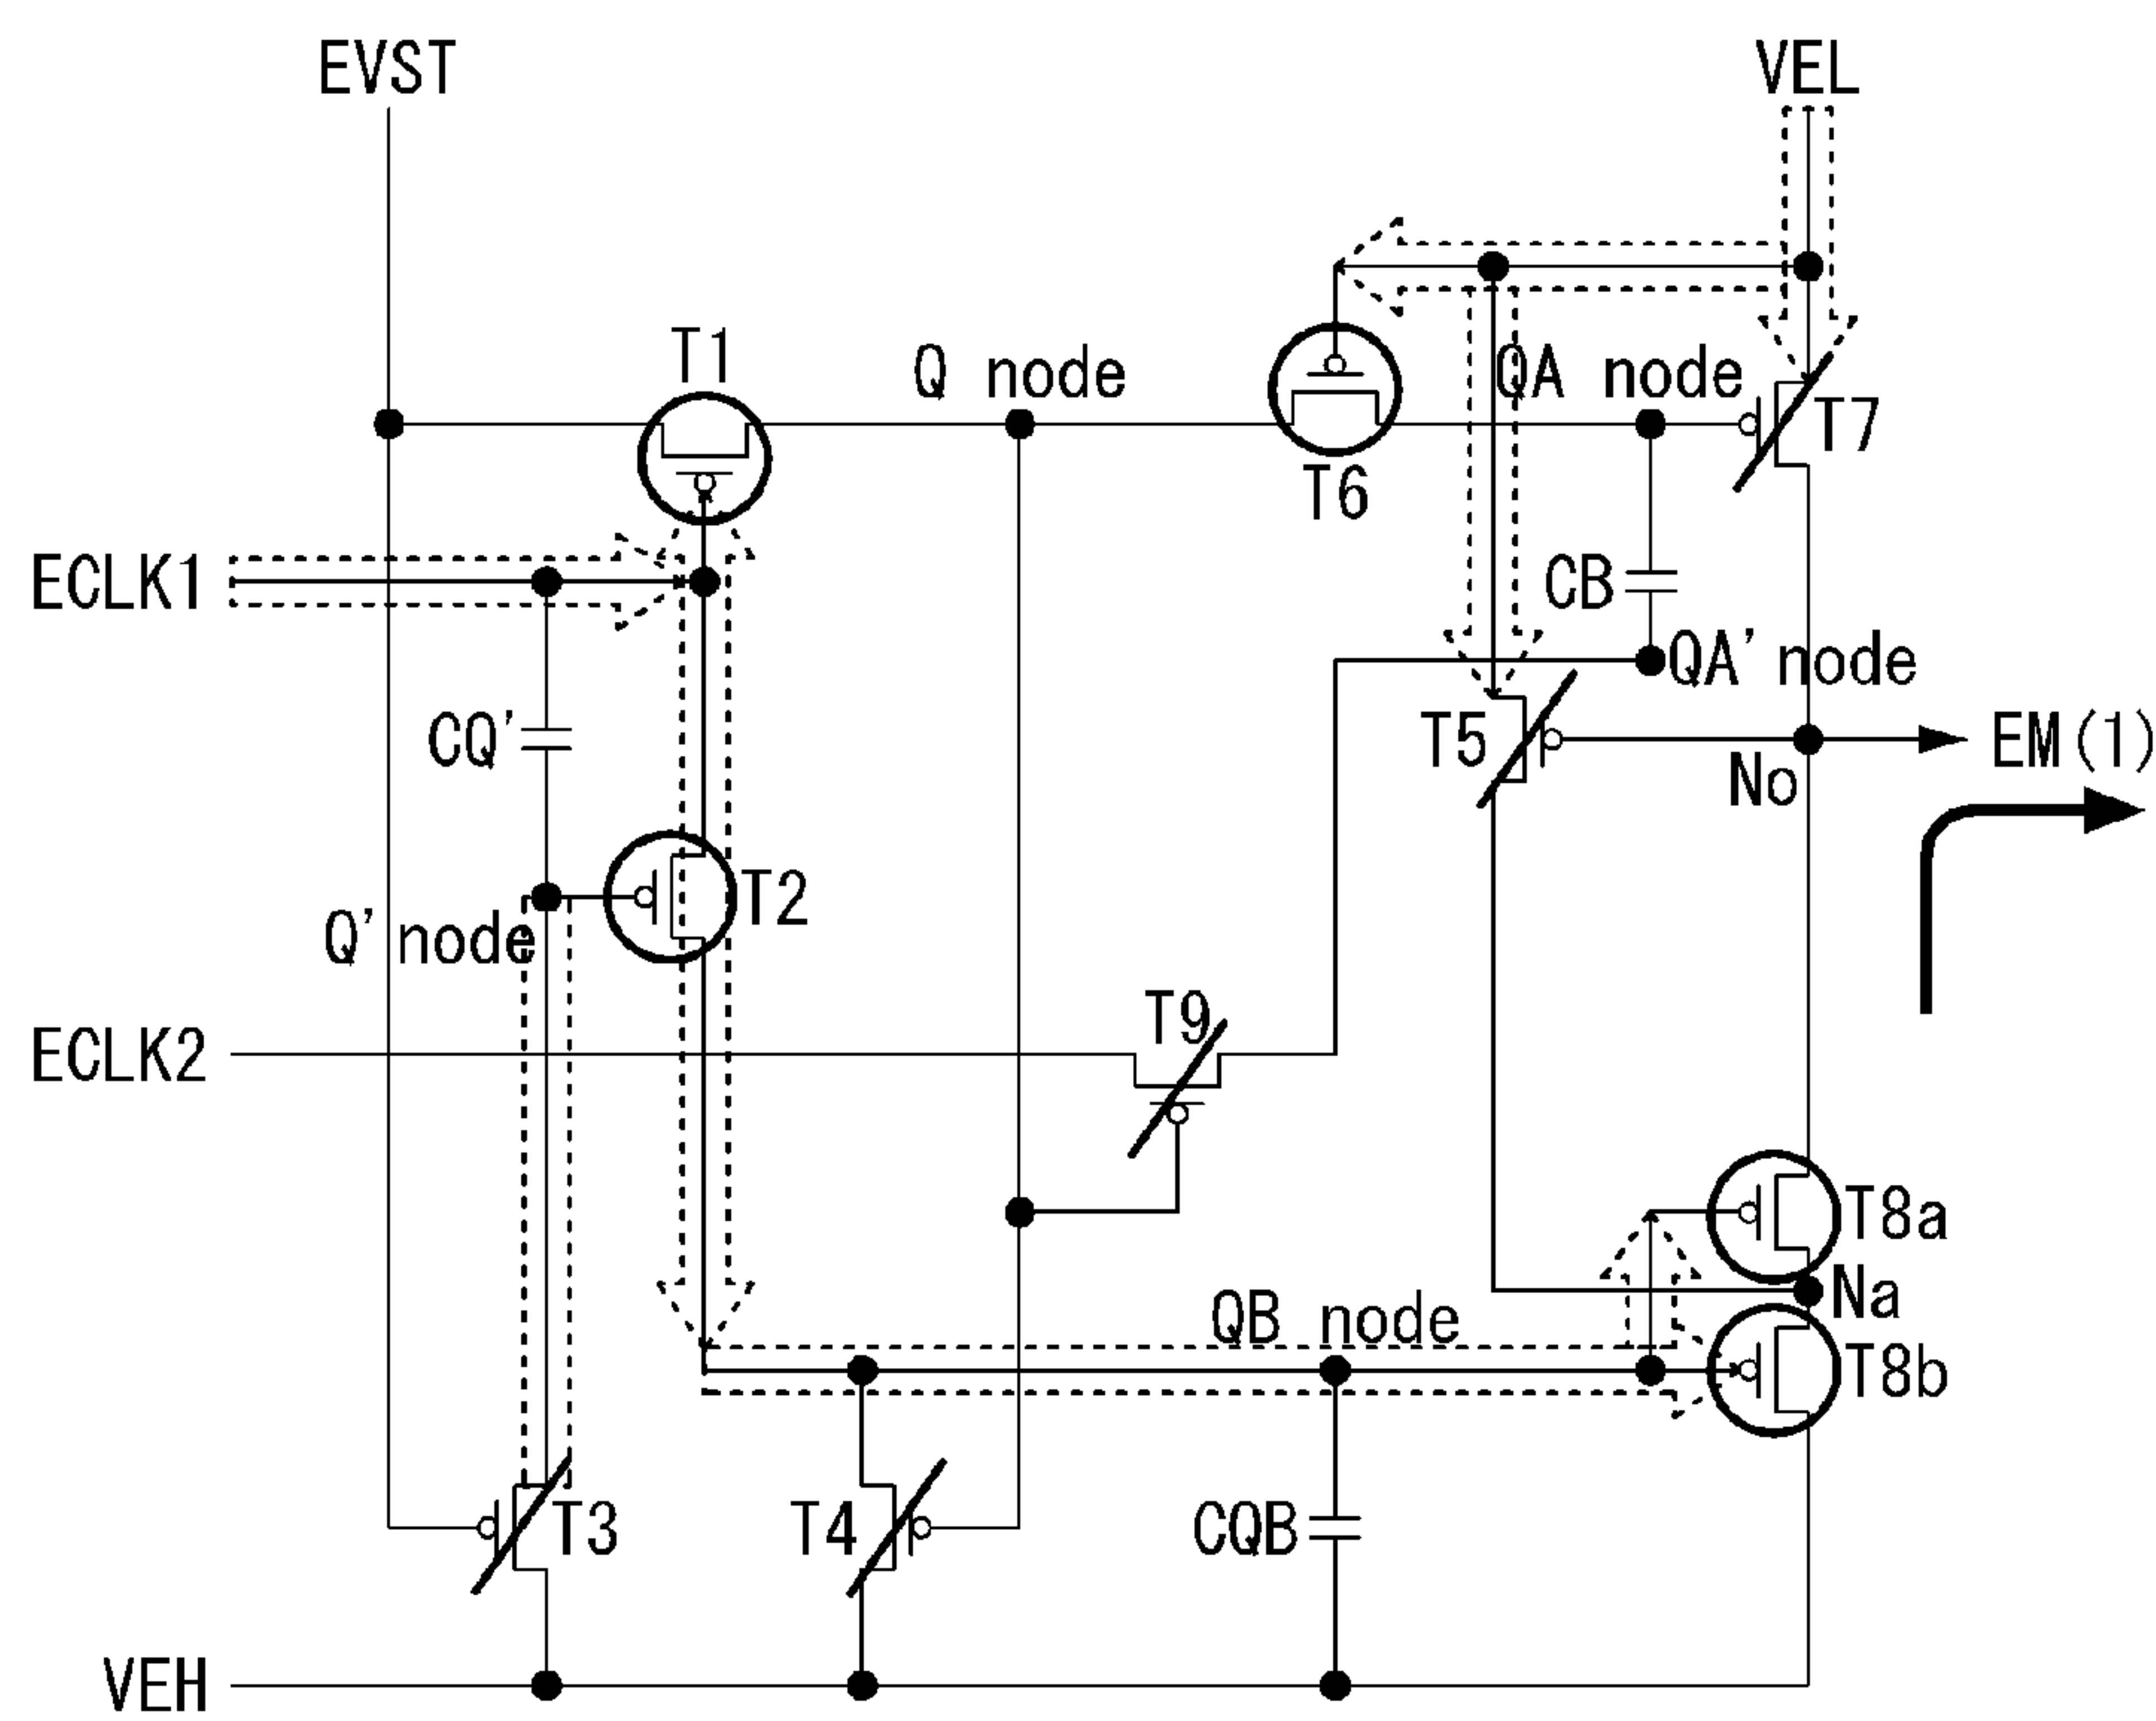 EVST
VEL
T1
Q node
QA node
T7
T6
ECLK1
CB
QA' node
CQ'
T5
EM(1)
No
T2
Q' node
T9
ECLK2
T8a
Na
QB node
T8b
T3
T4
CQB
VEH